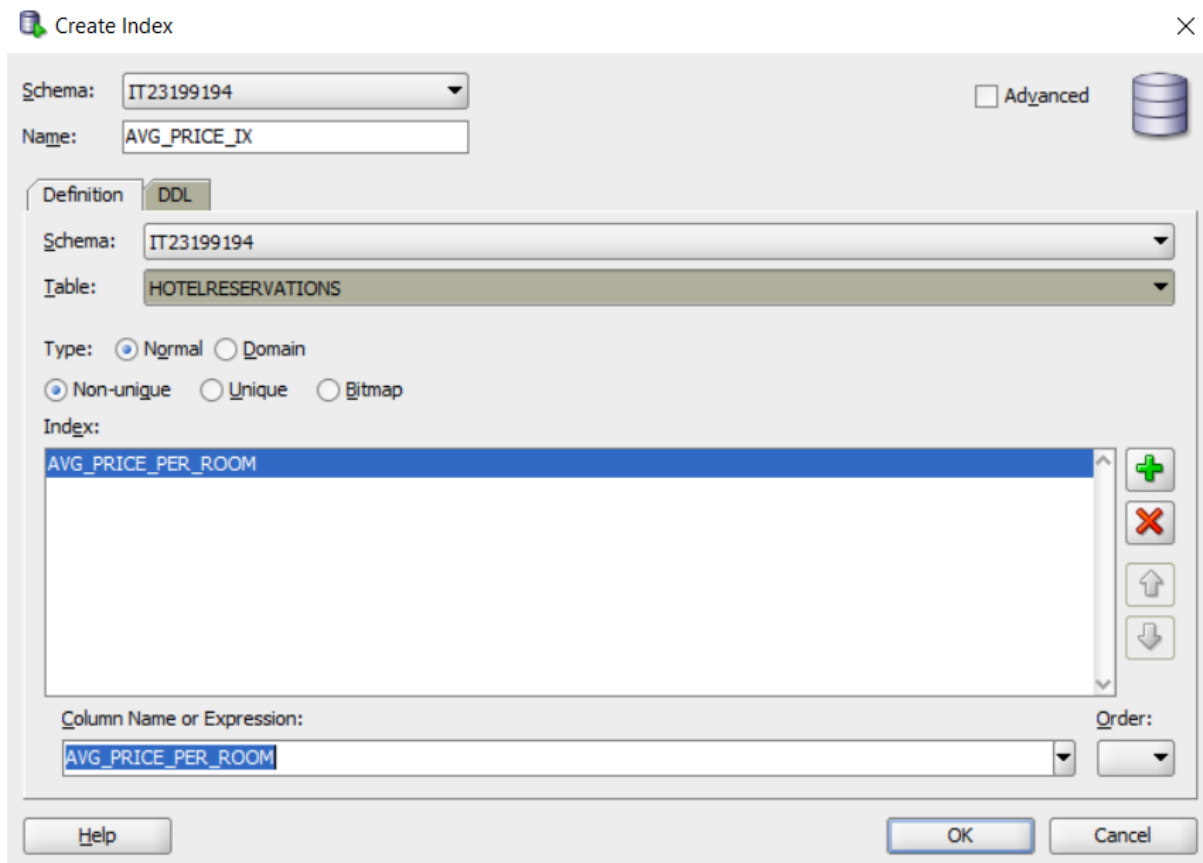 Create Index
Schema: IT23199194
Advanced
Name: AVG_PRICE_IX
Definition DDL
Schema: IT23199194
Table: HOTELRESERVATIONS
Type: Normal Domain
Non-unique Unique Bitmap
Index:
AVG_PRICE_PER_ROOM
Column Name or Expression: Order:
AVG_PRICE_PER_ROOM
Help OK Cancel